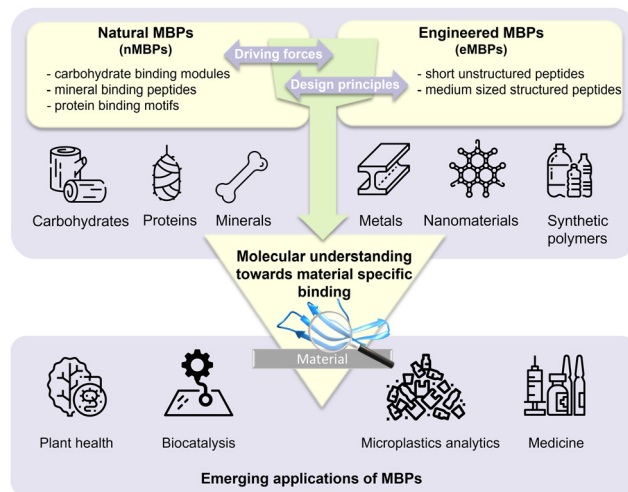 Natural MBPs
(nMBPs)
- carbohydrate binding modules
- mineral binding peptides
- protein binding motifs
Driving forces
Design principles
Engineered MBPs
(eMBPs)
- short unstructured peptides
- medium sized structured peptides
Carbohydrates
Proteins
Minerals
Metals
Nanomaterials
Synthetic
polymers
Molecular understanding
towards material specific
binding
Material
Plant health
Biocatalysis
Microplastics analytics
Medicine
Emerging applications of MBPs